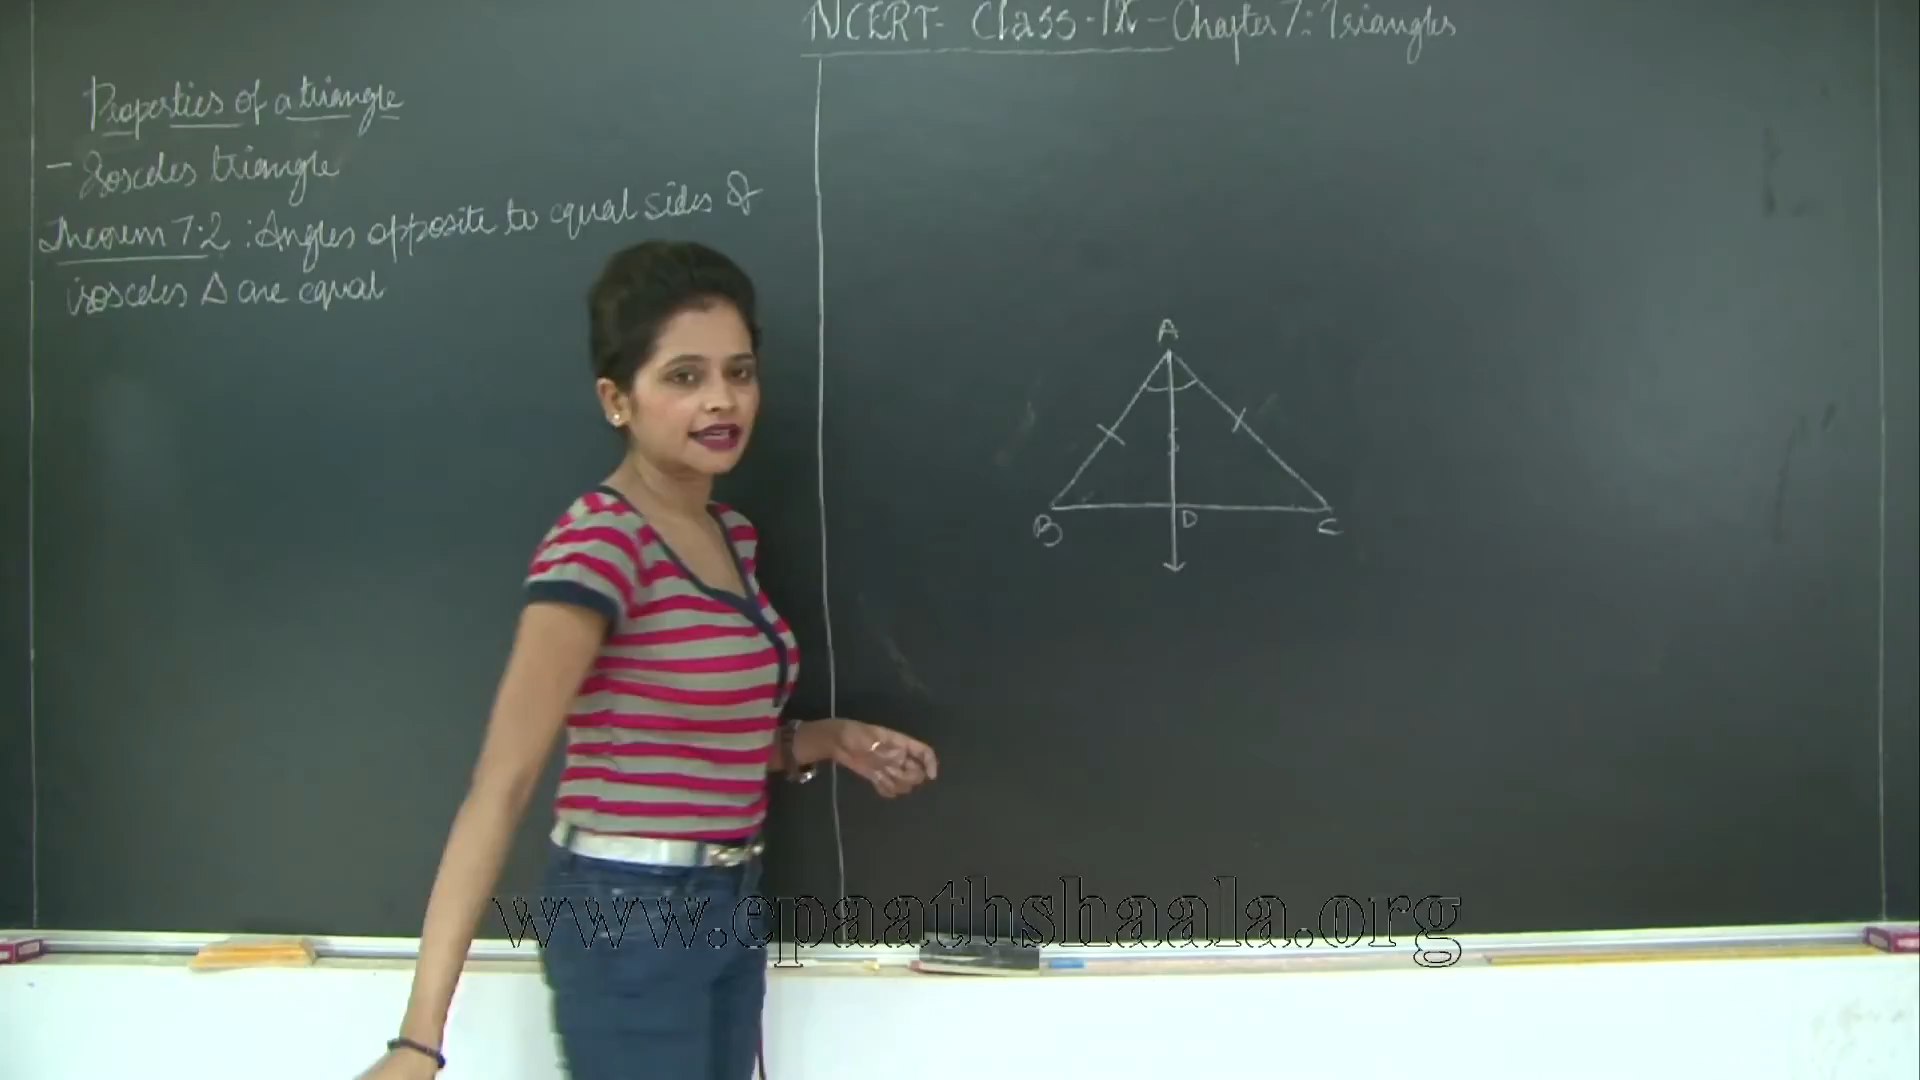 NCERT- Class-IX- Chapter 7: Triangles
Properties of a triangle
- Isosceles triangle
Theorem 7.2 : Angles opposite to equal sides of
isosceles Δ are equal
A
B
D
C
www.epaathshaala.org